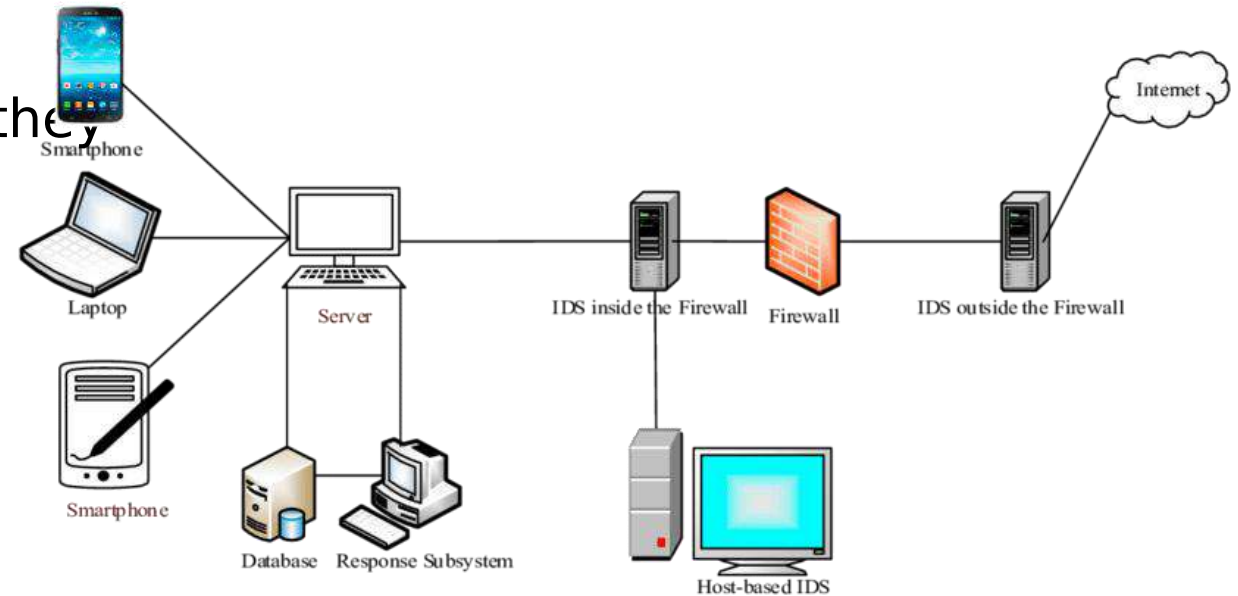 they
Smartphone
Internet
Laptop
Server
IDS inside the Firewall
Firewall
IDS outside the Firewall
Smartphone
Database
Response Subsystem
Host-based IDS